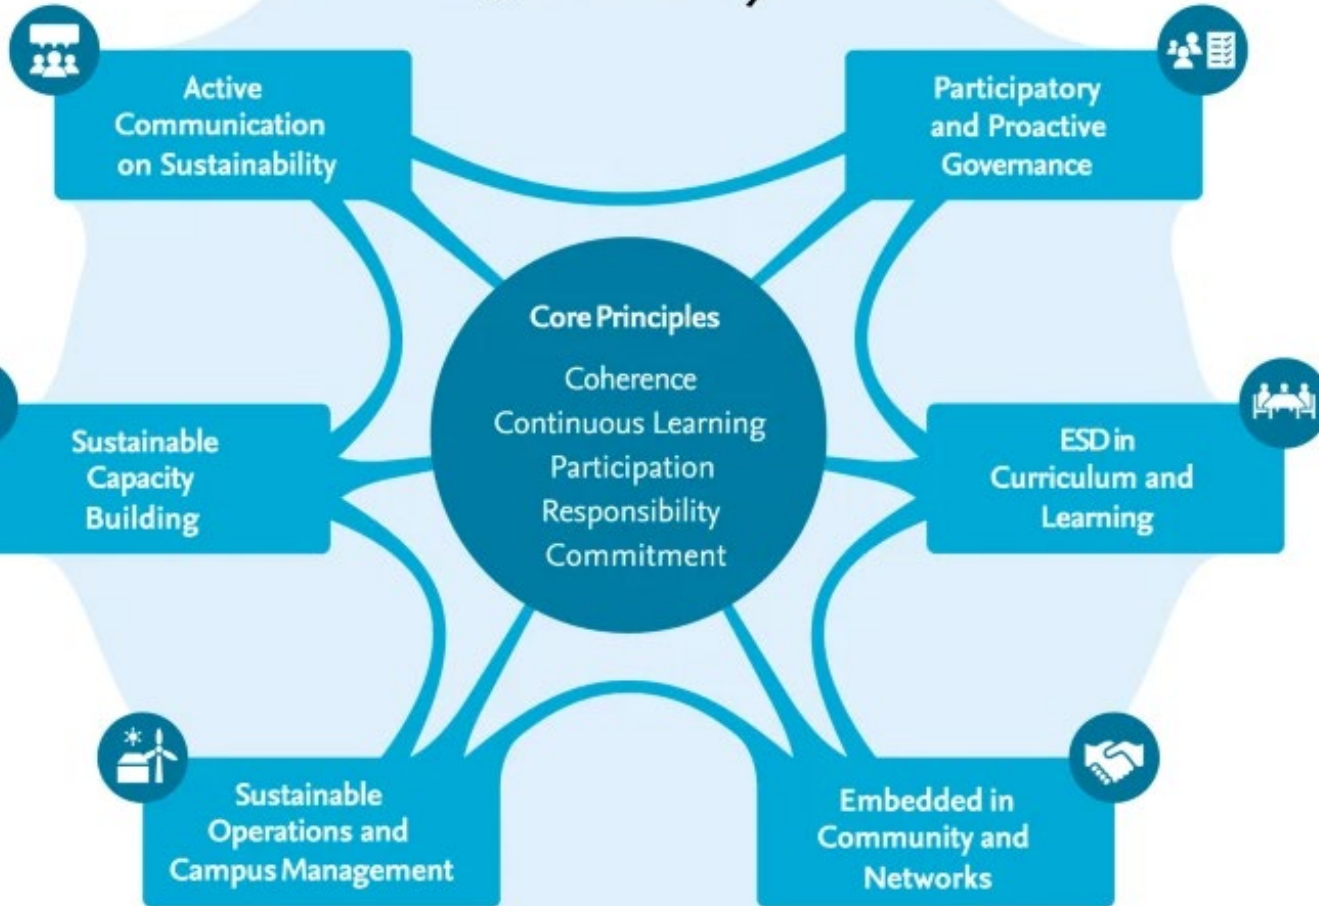 Active
Communication
on Sustainability
Participatory
and Proactive
Governance
Core Principles
Coherence
Continuous Learning
Participation
Responsibility
Commitment
Sustainable
Capacity
Building
ESD in
Curriculum and
Learning
Sustainable
Operations and
Campus Management
Embedded in
Community and
Networks